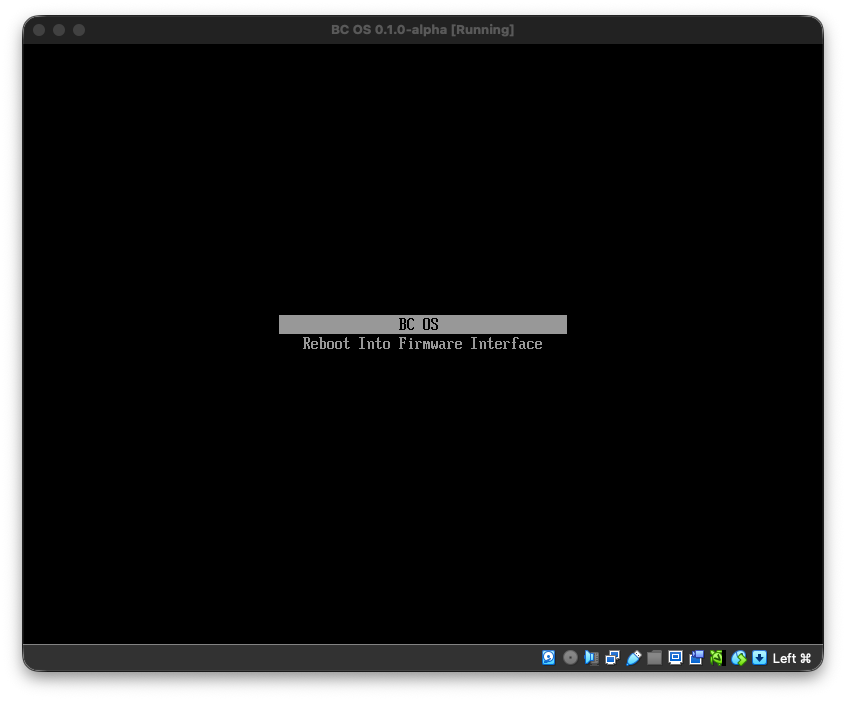 BC OS 0.1.0-alpha [Running]
BC OS
Reboot Into Firmware Interface
Left ⌘